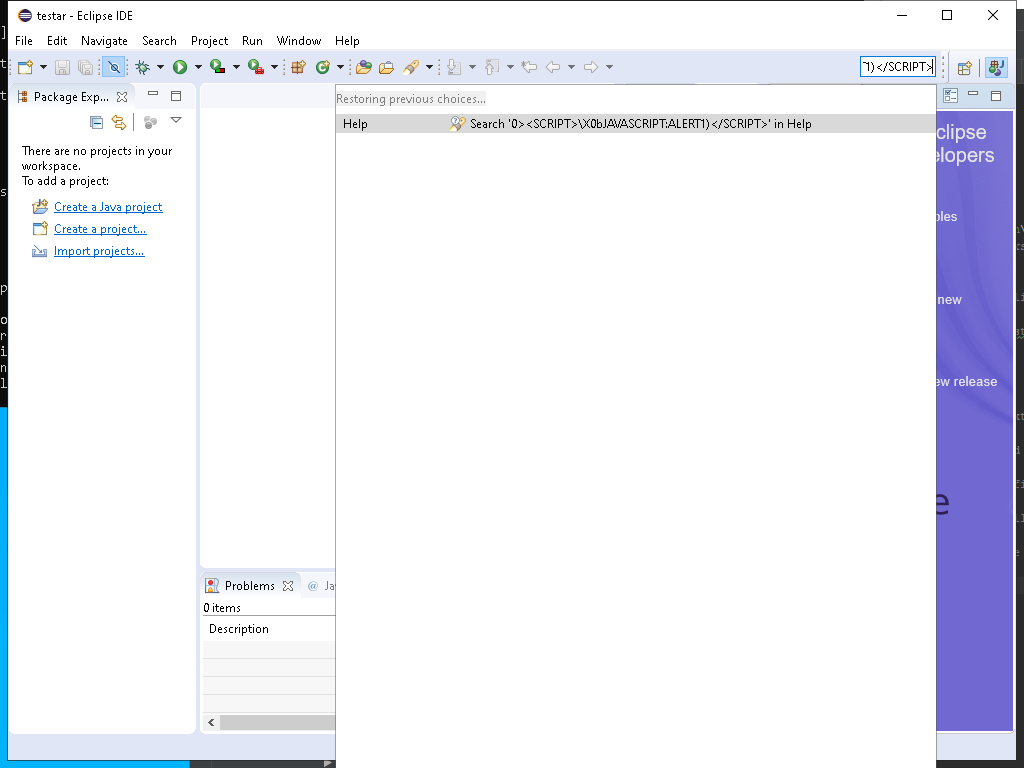 testar - Eclipse IDE
File Edit Navigate Search Project Run Window Help
1)</SCRIPT>
Package Exp...
Restoring previous choices...
Help Search '0><SCRIPT>\X0bJAVASCRIPT:ALERT1)</SCRIPT>' in Help
There are no projects in your
workspace.
To add a project:
Create a Java project
Create a project...
Import projects...
clipse
elopers
ples
new
ew release
e
Problems @ Ja
0 items
Description